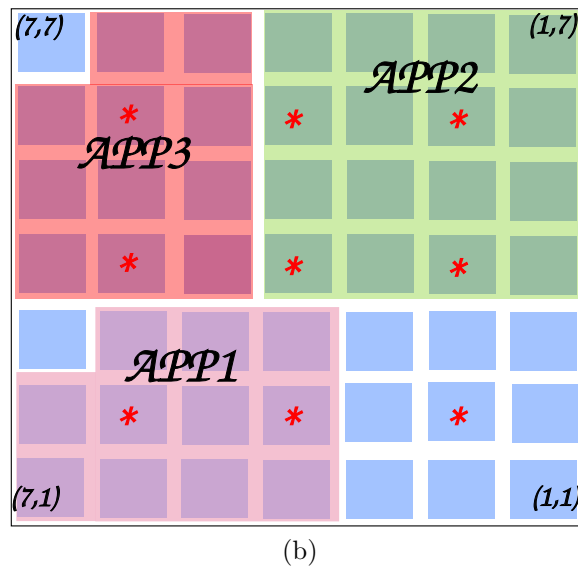 (7,7) (1,7)
APP2
*
* *
APP3
* * *
APP1
* * *
(7,1) (1,1)
(b)